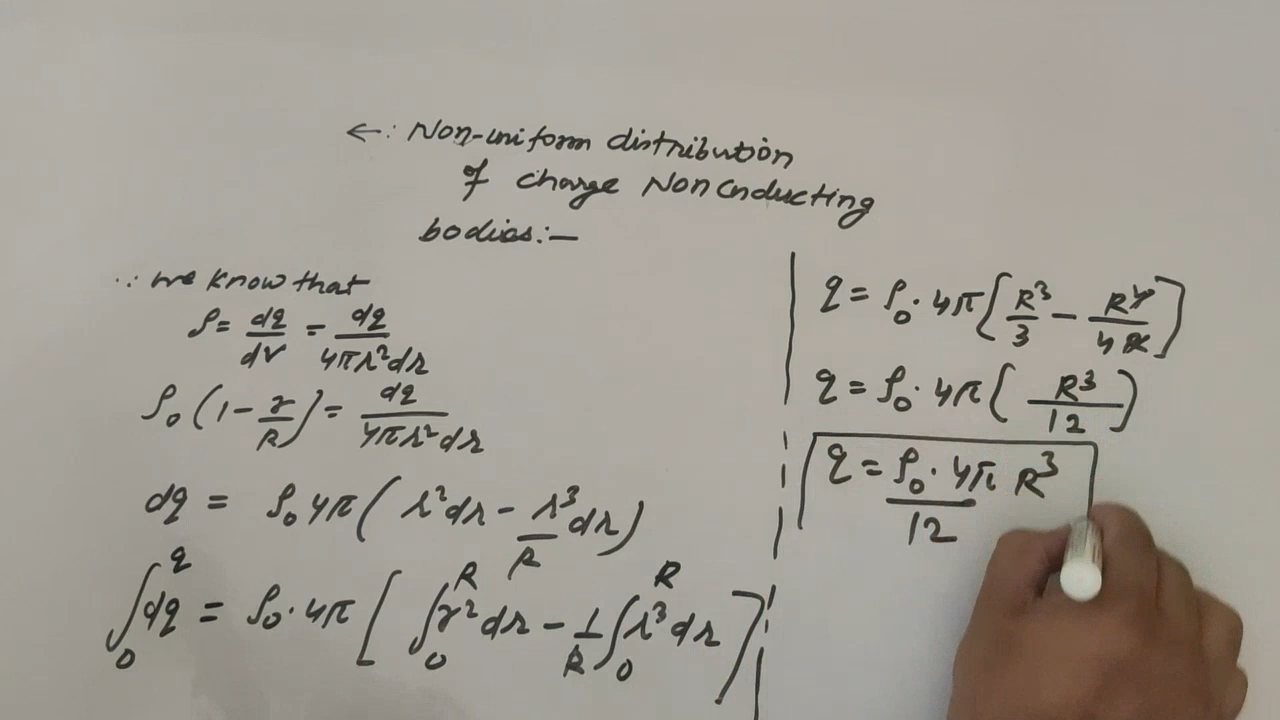 ←: Non-uniform distribution
of charge Non Conducting
bodies:—
∴ we know that
ρ = dq/dV = dq/4πr²dr
ρ₀(1 - r/R) = dq/4πr²dr
dq = ρ₀4π(r²dr - r³/R dr)
∫₀^q dq = ρ₀·4π[∫₀^R r²dr - 1/R ∫₀^R r³dr]
q = ρ₀·4π[R³/3 - R⁴/4R]
q = ρ₀·4π(R³/12)
q = ρ₀·4π/12 R³